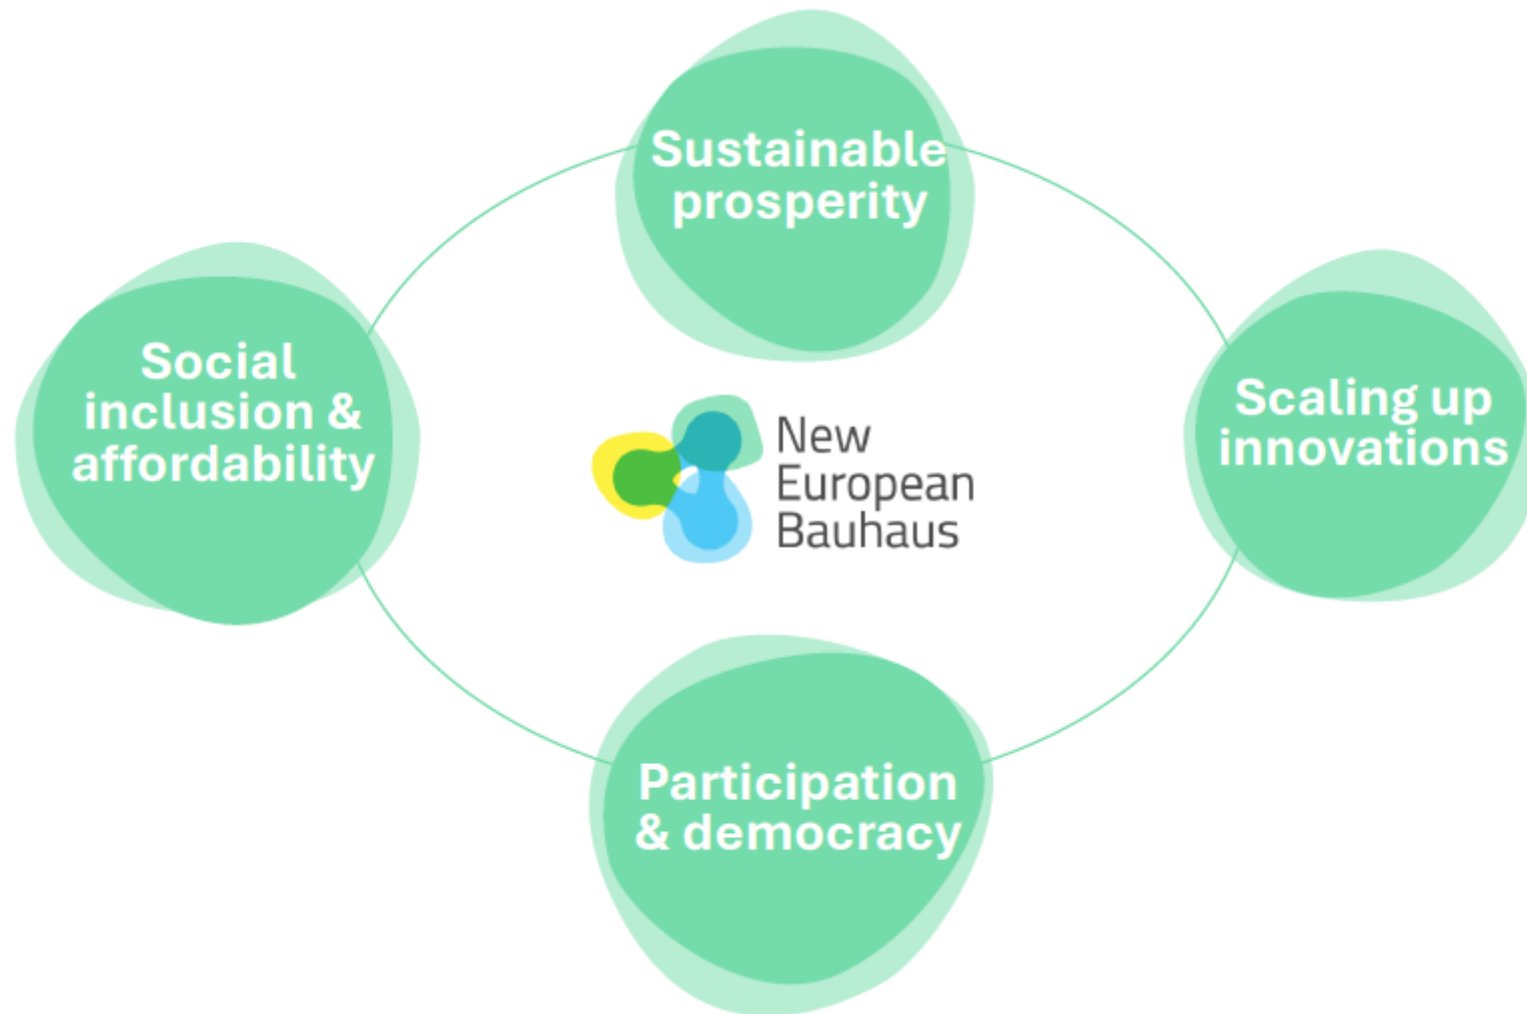 Sustainable
prosperity
Social
inclusion &
affordability
Scaling up
innovations
New
European
Bauhaus
Participation
& democracy